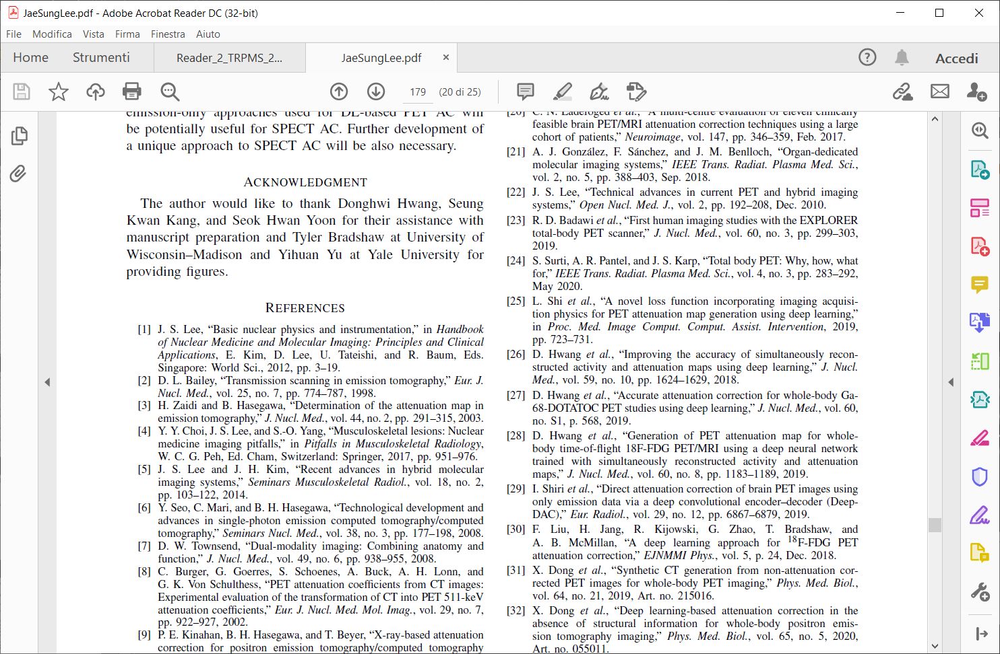 JaeSungLee.pdf - Adobe Acrobat Reader DC (32-bit)
File Modifica Vista Firma Finestra Aiuto
Home Strumenti Reader_2_TRPMS_2... JaeSungLee.pdf Accedi
179 (20 di 25)
emission-only approaches used for DL-based PET AC will
be potentially useful for SPECT AC. Further development of
a unique approach to SPECT AC will be also necessary.
ACKNOWLEDGMENT
The author would like to thank Donghwi Hwang, Seung
Kwan Kang, and Seok Hwan Yoon for their assistance with
manuscript preparation and Tyler Bradshaw at University of
Wisconsin–Madison and Yihuan Yu at Yale University for
providing figures.
REFERENCES
[1] J. S. Lee, “Basic nuclear physics and instrumentation,” in Handbook
of Nuclear Medicine and Molecular Imaging: Principles and Clinical
Applications, E. Kim, D. Lee, U. Tateishi, and R. Baum, Eds.
Singapore: World Sci., 2012, pp. 3–19.
[2] D. L. Bailey, “Transmission scanning in emission tomography,” Eur. J.
Nucl. Med., vol. 25, no. 7, pp. 774–787, 1998.
[3] H. Zaidi and B. Hasegawa, “Determination of the attenuation map in
emission tomography,” J. Nucl. Med., vol. 44, no. 2, pp. 291–315, 2003.
[4] Y. Y. Choi, J. S. Lee, and S.-O. Yang, “Musculoskeletal lesions: Nuclear
medicine imaging pitfalls,” in Pitfalls in Musculoskeletal Radiology,
W. C. G. Peh, Ed. Cham, Switzerland: Springer, 2017, pp. 951–976.
[5] J. S. Lee and J. H. Kim, “Recent advances in hybrid molecular
imaging systems,” Seminars Musculoskeletal Radiol., vol. 18, no. 2,
pp. 103–122, 2014.
[6] Y. Seo, C. Mari, and B. H. Hasegawa, “Technological development and
advances in single-photon emission computed tomography/computed
tomography,” Seminars Nucl. Med., vol. 38, no. 3, pp. 177–198, 2008.
[7] D. W. Townsend, “Dual-modality imaging: Combining anatomy and
function,” J. Nucl. Med., vol. 49, no. 6, pp. 938–955, 2008.
[8] C. Burger, G. Goerres, S. Schoenes, A. Buck, A. H. Lonn, and
G. K. Von Schulthess, “PET attenuation coefficients from CT images:
Experimental evaluation of the transformation of CT into PET 511-keV
attenuation coefficients,” Eur. J. Nucl. Med. Mol. Imag., vol. 29, no. 7,
pp. 922–927, 2002.
[9] P. E. Kinahan, B. H. Hasegawa, and T. Beyer, “X-ray-based attenuation
correction for positron emission tomography/computed tomography
[20] C. N. Ladefoged et al., “A multi-centre evaluation of eleven clinically
feasible brain PET/MRI attenuation correction techniques using a large
cohort of patients,” Neuroimage, vol. 147, pp. 346–359, Feb. 2017.
[21] A. J. González, F. Sánchez, and J. M. Benlloch, “Organ-dedicated
molecular imaging systems,” IEEE Trans. Radiat. Plasma Med. Sci.,
vol. 2, no. 5, pp. 388–403, Sep. 2018.
[22] J. S. Lee, “Technical advances in current PET and hybrid imaging
systems,” Open Nucl. Med. J., vol. 2, pp. 192–208, Dec. 2010.
[23] R. D. Badawi et al., “First human imaging studies with the EXPLORER
total-body PET scanner,” J. Nucl. Med., vol. 60, no. 3, pp. 299–303,
2019.
[24] S. Surti, A. R. Pantel, and J. S. Karp, “Total body PET: Why, how, what
for,” IEEE Trans. Radiat. Plasma Med. Sci., vol. 4, no. 3, pp. 283–292,
May 2020.
[25] L. Shi et al., “A novel loss function incorporating imaging acquisi-
tion physics for PET attenuation map generation using deep learning,”
in Proc. Med. Image Comput. Comput. Assist. Intervention, 2019,
pp. 723–731.
[26] D. Hwang et al., “Improving the accuracy of simultaneously recon-
structed activity and attenuation maps using deep learning,” J. Nucl.
Med., vol. 59, no. 10, pp. 1624–1629, 2018.
[27] D. Hwang et al., “Accurate attenuation correction for whole-body Ga-
68-DOTATOC PET studies using deep learning,” J. Nucl. Med., vol. 60,
no. S1, p. 568, 2019.
[28] D. Hwang et al., “Generation of PET attenuation map for whole-
body time-of-flight 18F-FDG PET/MRI using a deep neural network
trained with simultaneously reconstructed activity and attenuation
maps,” J. Nucl. Med., vol. 60, no. 8, pp. 1183–1189, 2019.
[29] I. Shiri et al., “Direct attenuation correction of brain PET images using
only emission data via a deep convolutional encoder–decoder (Deep-
DAC),” Eur. Radiol., vol. 29, no. 12, pp. 6867–6879, 2019.
[30] F. Liu, H. Jang, R. Kijowski, G. Zhao, T. Bradshaw, and
A. B. McMillan, “A deep learning approach for 18F-FDG PET
attenuation correction,” EJNMMI Phys., vol. 5, p. 24, Dec. 2018.
[31] X. Dong et al., “Synthetic CT generation from non-attenuation cor-
rected PET images for whole-body PET imaging,” Phys. Med. Biol.,
vol. 64, no. 21, 2019, Art. no. 215016.
[32] X. Dong et al., “Deep learning-based attenuation correction in the
absence of structural information for whole-body positron emis-
sion tomography imaging,” Phys. Med. Biol., vol. 65, no. 5, 2020,
Art. no. 055011.